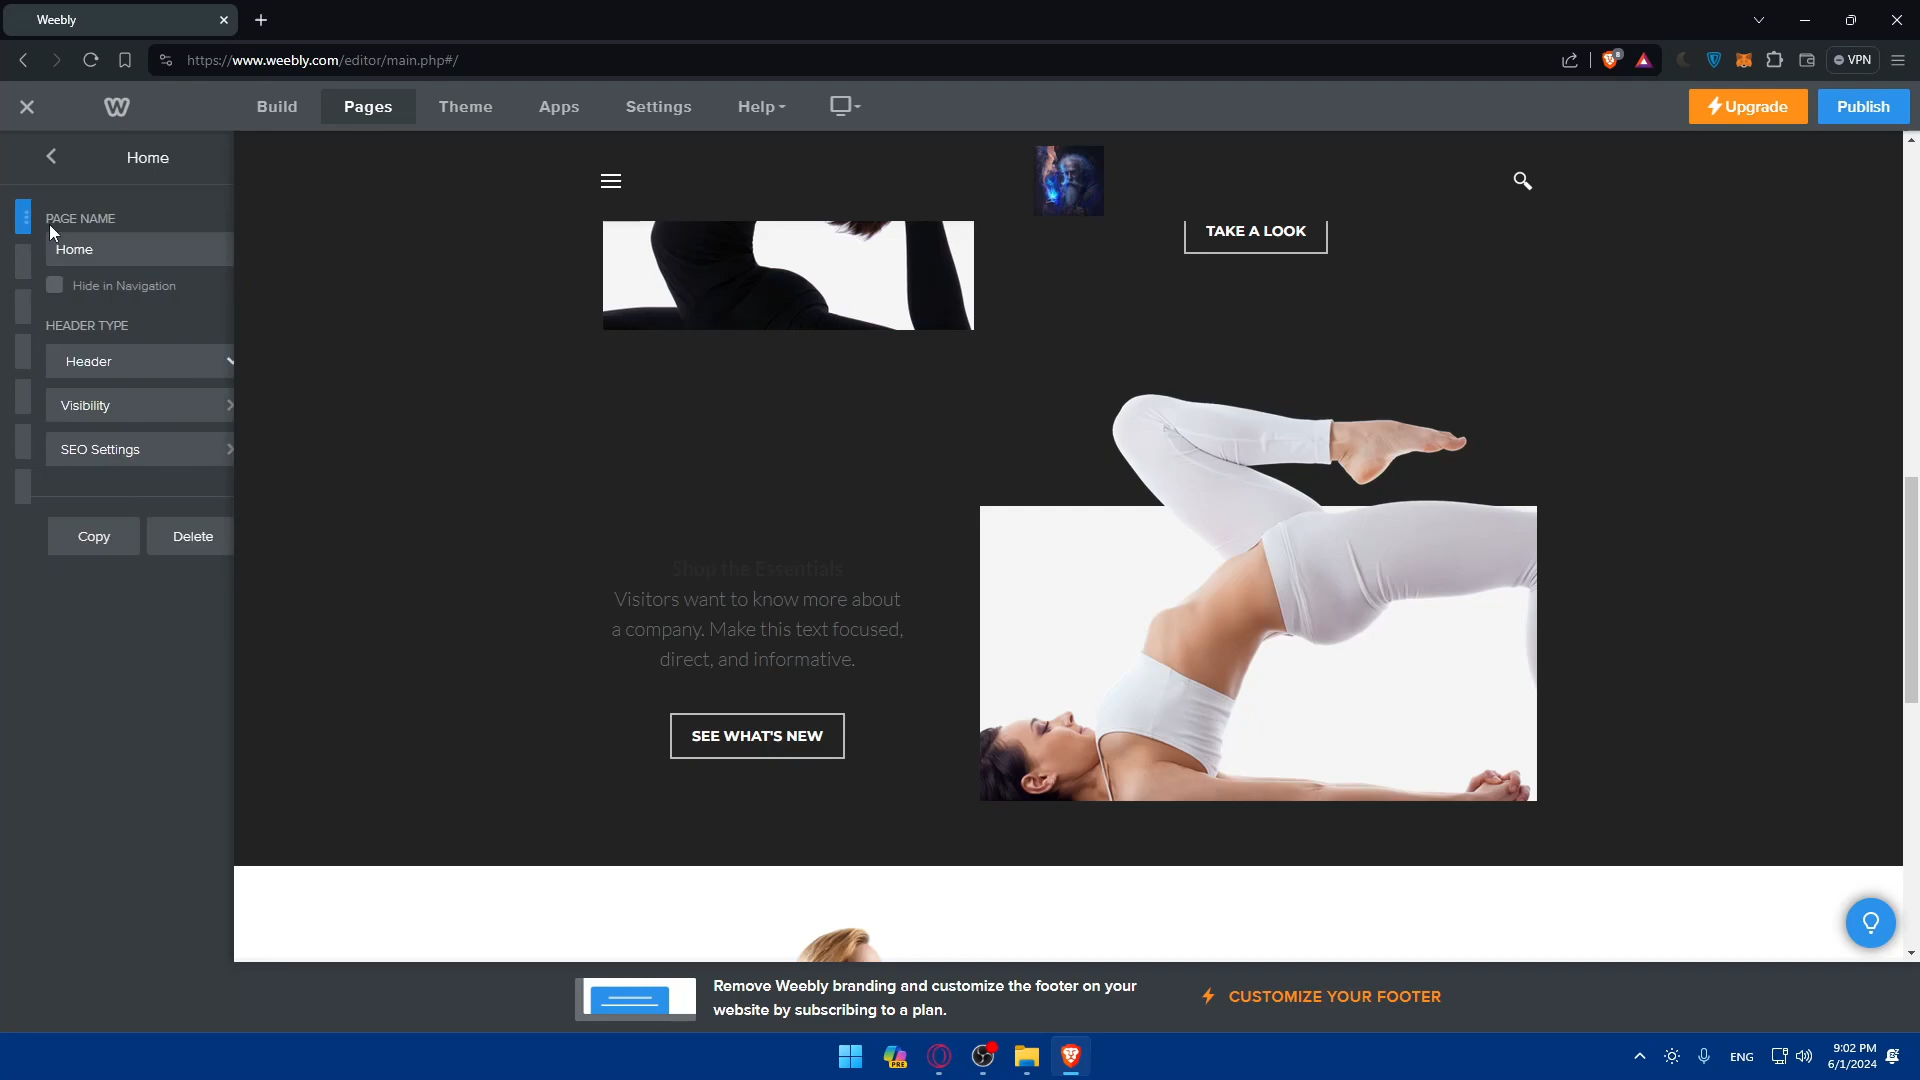 Weebly
https://www.weebly.com/editor/main.php#/
8
VPN
Build
Pages
Theme
Apps
Settings
Help
Upgrade
Publish
Home
PAGE NAME
Home
Hide in Navigation
HEADER TYPE
Header
Visibility
SEO Settings
Copy
Delete
TAKE A LOOK
Shop the Essentials
Visitors want to know more about
a company. Make this text focused,
direct, and informative.
SEE WHAT'S NEW
Remove Weebly branding and customize the footer on your
website by subscribing to a plan.
CUSTOMIZE YOUR FOOTER
PRE
ENG
9:02 PM
6/1/2024